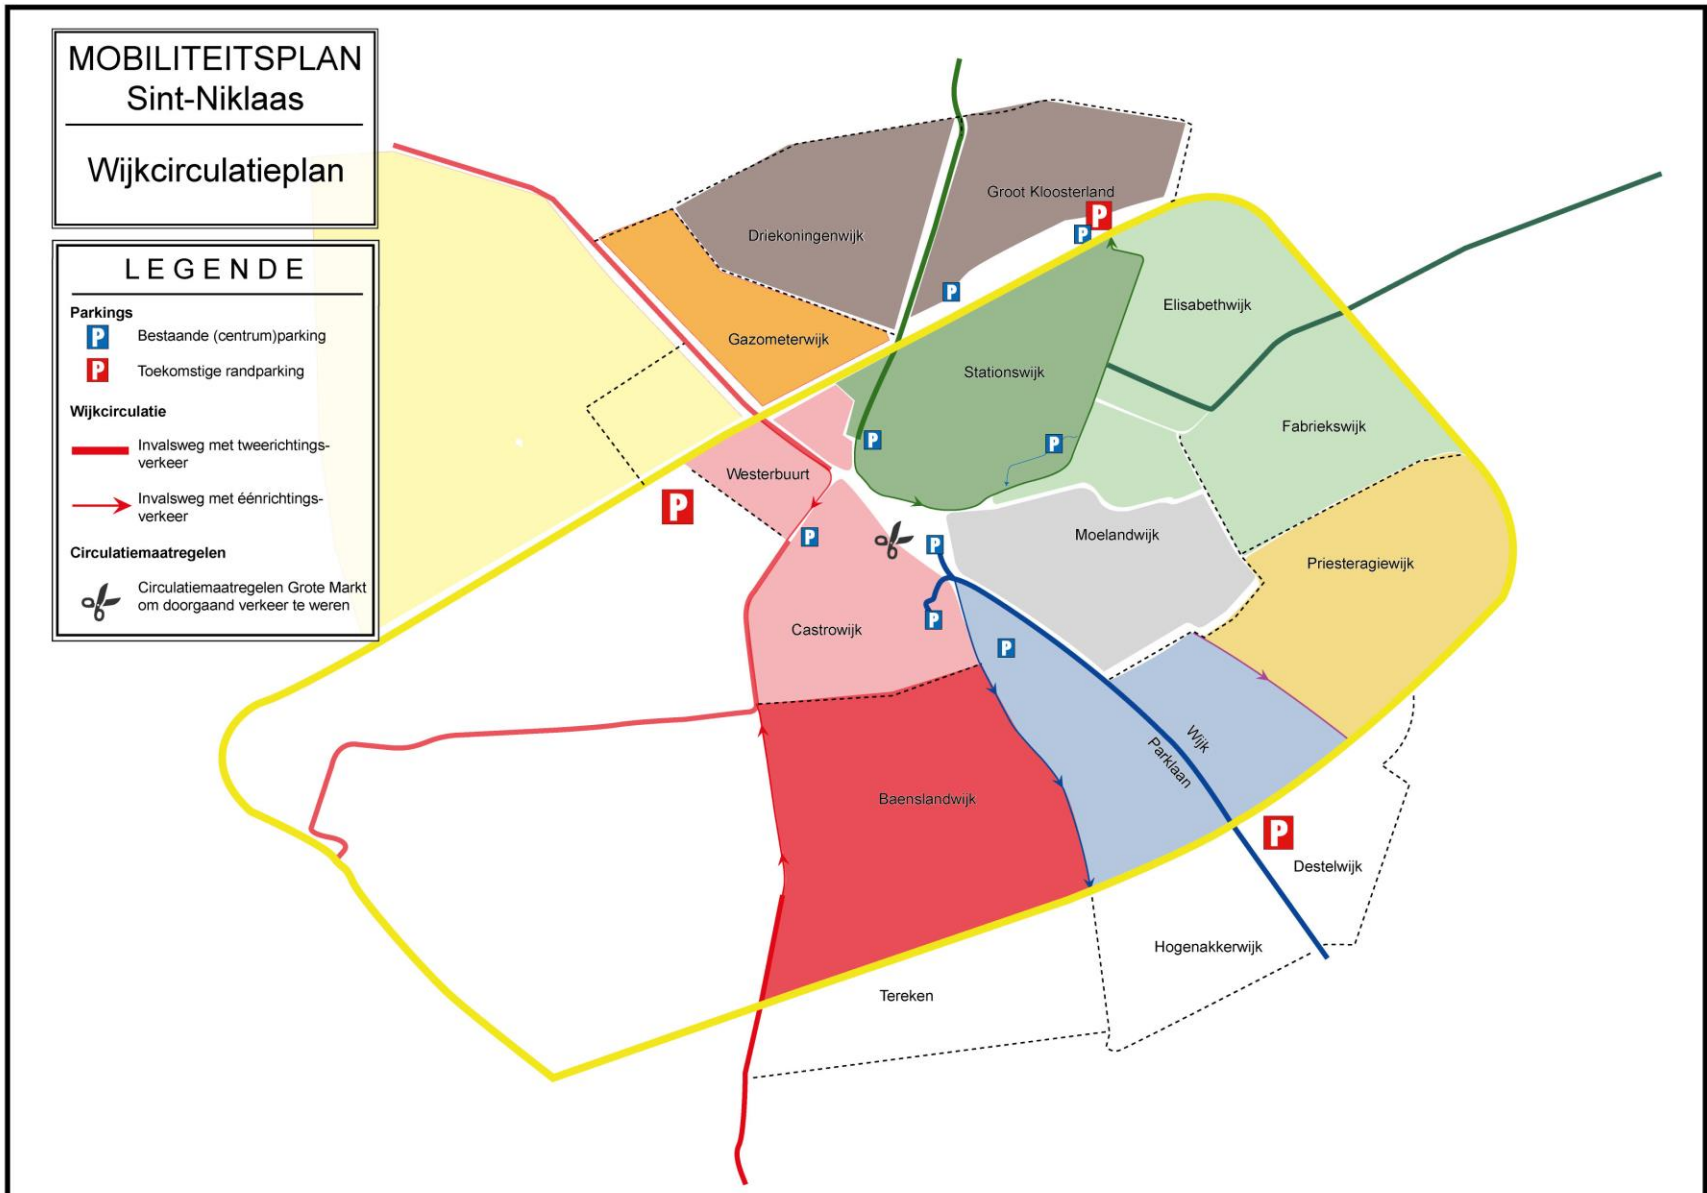 MOBILITEITSPLAN
Sint-Niklaas
Wijkcirculatieplan
LEGENDE
Parkings
P Bestaande (centrum)parking
P Toekomstige randparking
Wijkcirculatie
Invalsweg met tweerichtings-
verkeer
Invalsweg met éénrichtings-
verkeer
Circulatiemaatregelen
Circulatiemaatregelen Grote Markt
om doorgaand verkeer te weren
Groot Kloosterland
P
P
Driekoningenwijk
P
Elisabethwijk
Gazometerwijk
Stationswijk
Fabriekswijk
P
P
Westerbuurt
P
P
Moelandwijk
P
Priesteragiewijk
P
Castrowijk
P
Wijk
Parklaan
Baenslandwijk
P
Destelwijk
Hogenakkerwijk
Tereken